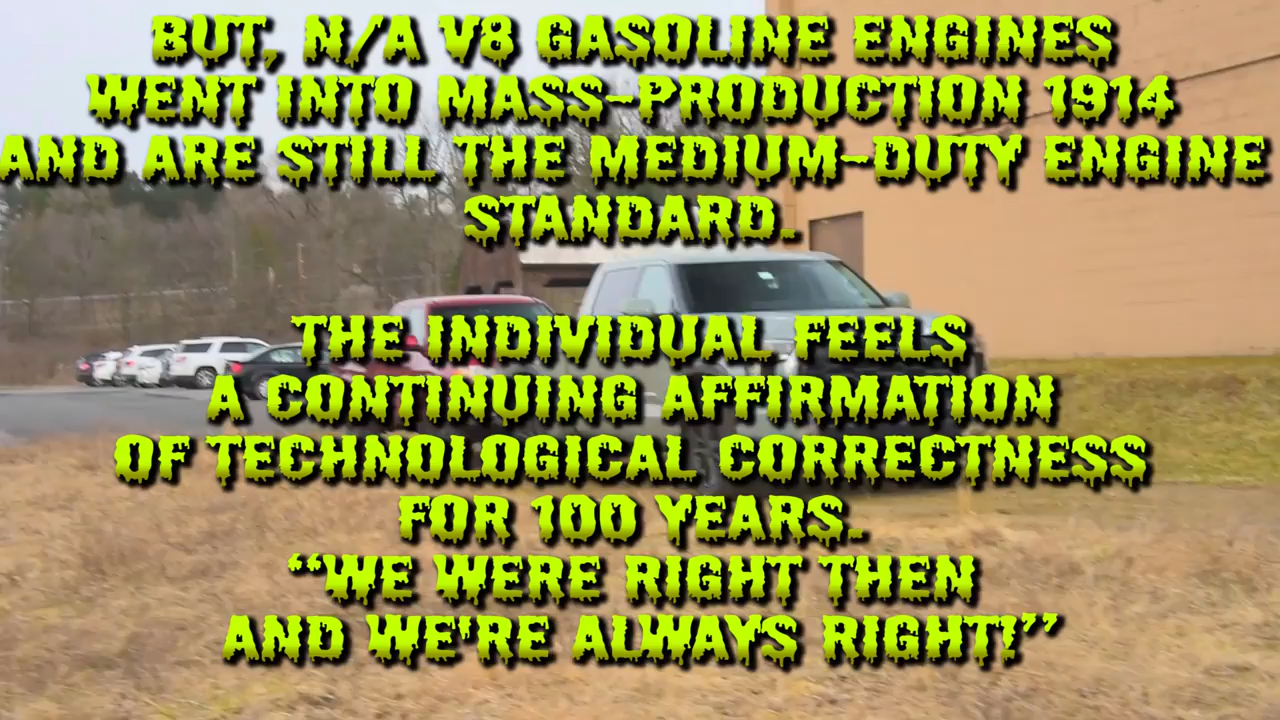 BUT, N/A V8 GASOLINE ENGINES
WENT INTO MASS-PRODUCTION 1914
AND ARE STILL THE MEDIUM-DUTY ENGINE
STANDARD.
THE INDIVIDUAL FEELS
A CONTINUING AFFIRMATION
OF TECHNOLOGICAL CORRECTNESS
FOR 100 YEARS.
“WE WERE RIGHT THEN
AND WE'RE ALWAYS RIGHT!”